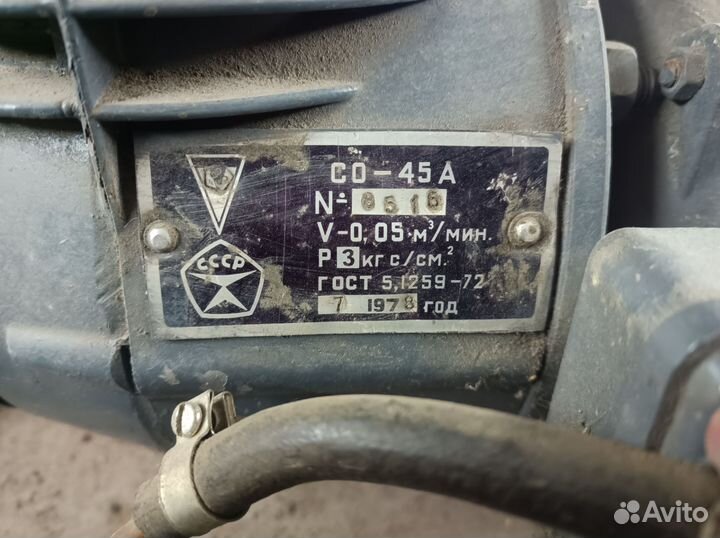 СО-45А
№ 8515
V-0,05 м³/мин.
Р 3 кгс/см.²
СССР
ГОСТ 5,1259-72
7 1978 год
Avito